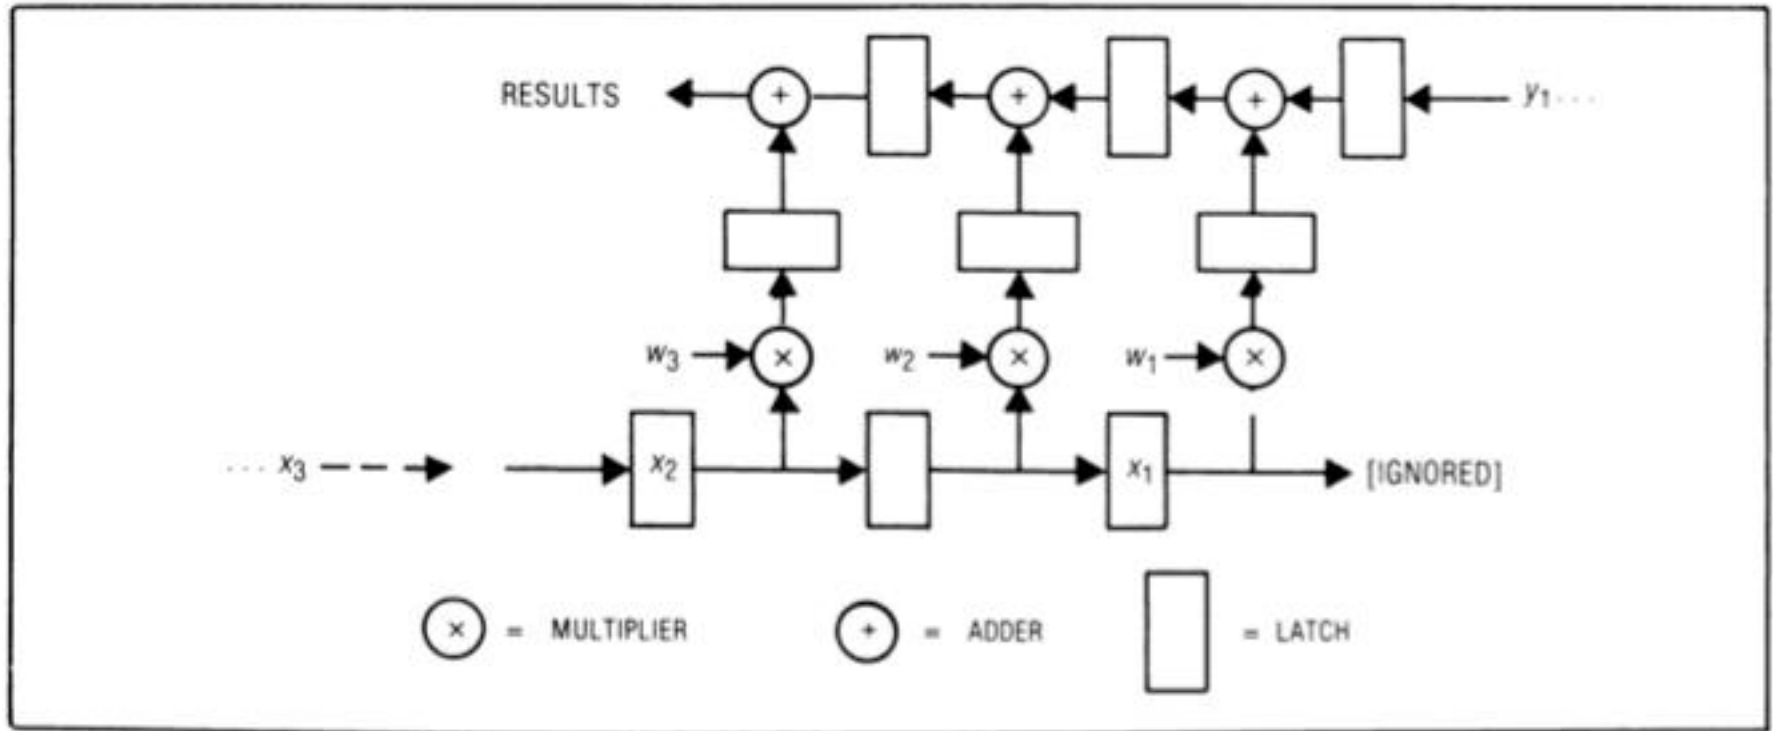 RESULTS + + + y₁ ...
w₃ × w₂ × w₁ ×
... x₃ x₂ x₁ [IGNORED]
× = MULTIPLIER + = ADDER = LATCH